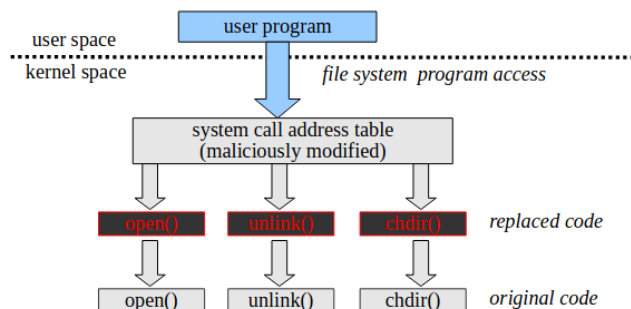 user program
user space
kernel space
file system program access
system call address table
(maliciously modified)
open() unlink() chdir() replaced code
open() unlink() chdir() original code